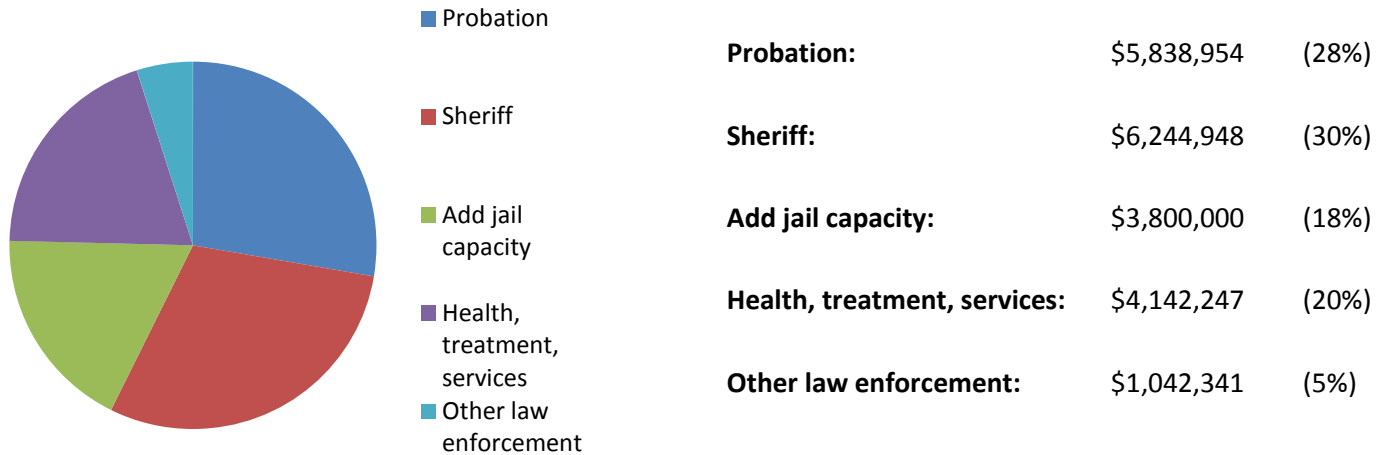 Probation
Sheriff
Add jail
capacity
Health,
treatment,
services
Other law
enforcement
Probation: $5,838,954 (28%)
Sheriff: $6,244,948 (30%)
Add jail capacity: $3,800,000 (18%)
Health, treatment, services: $4,142,247 (20%)
Other law enforcement: $1,042,341 (5%)